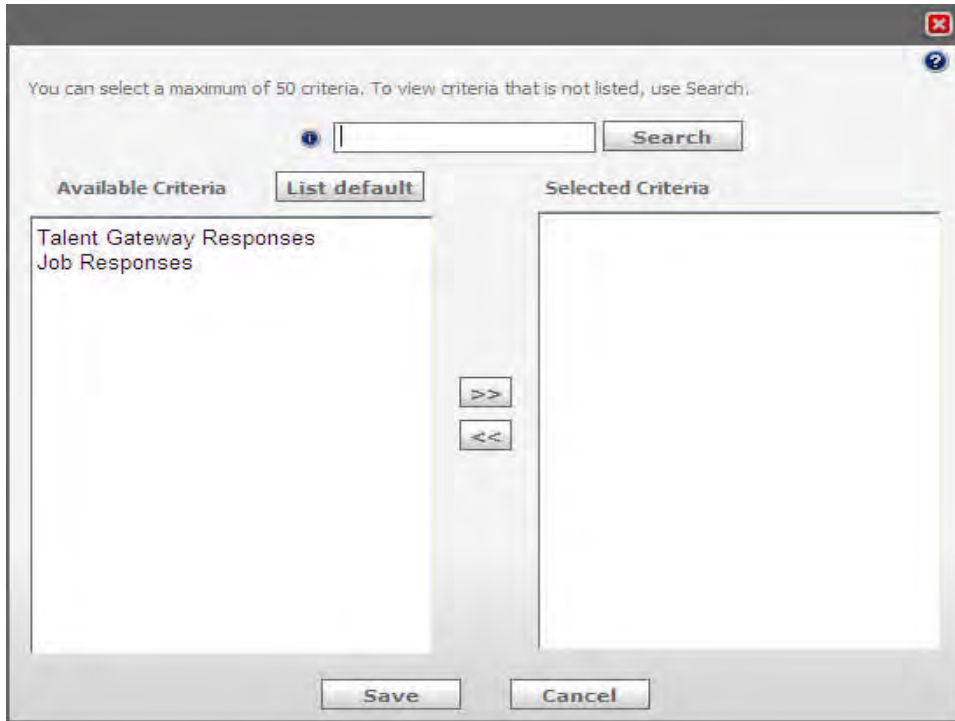 You can select a maximum of 50 criteria. To view criteria that is not listed, use Search.
Search
Available Criteria
List default
Selected Criteria
Talent Gateway Responses
Job Responses
>>
<<
Save
Cancel